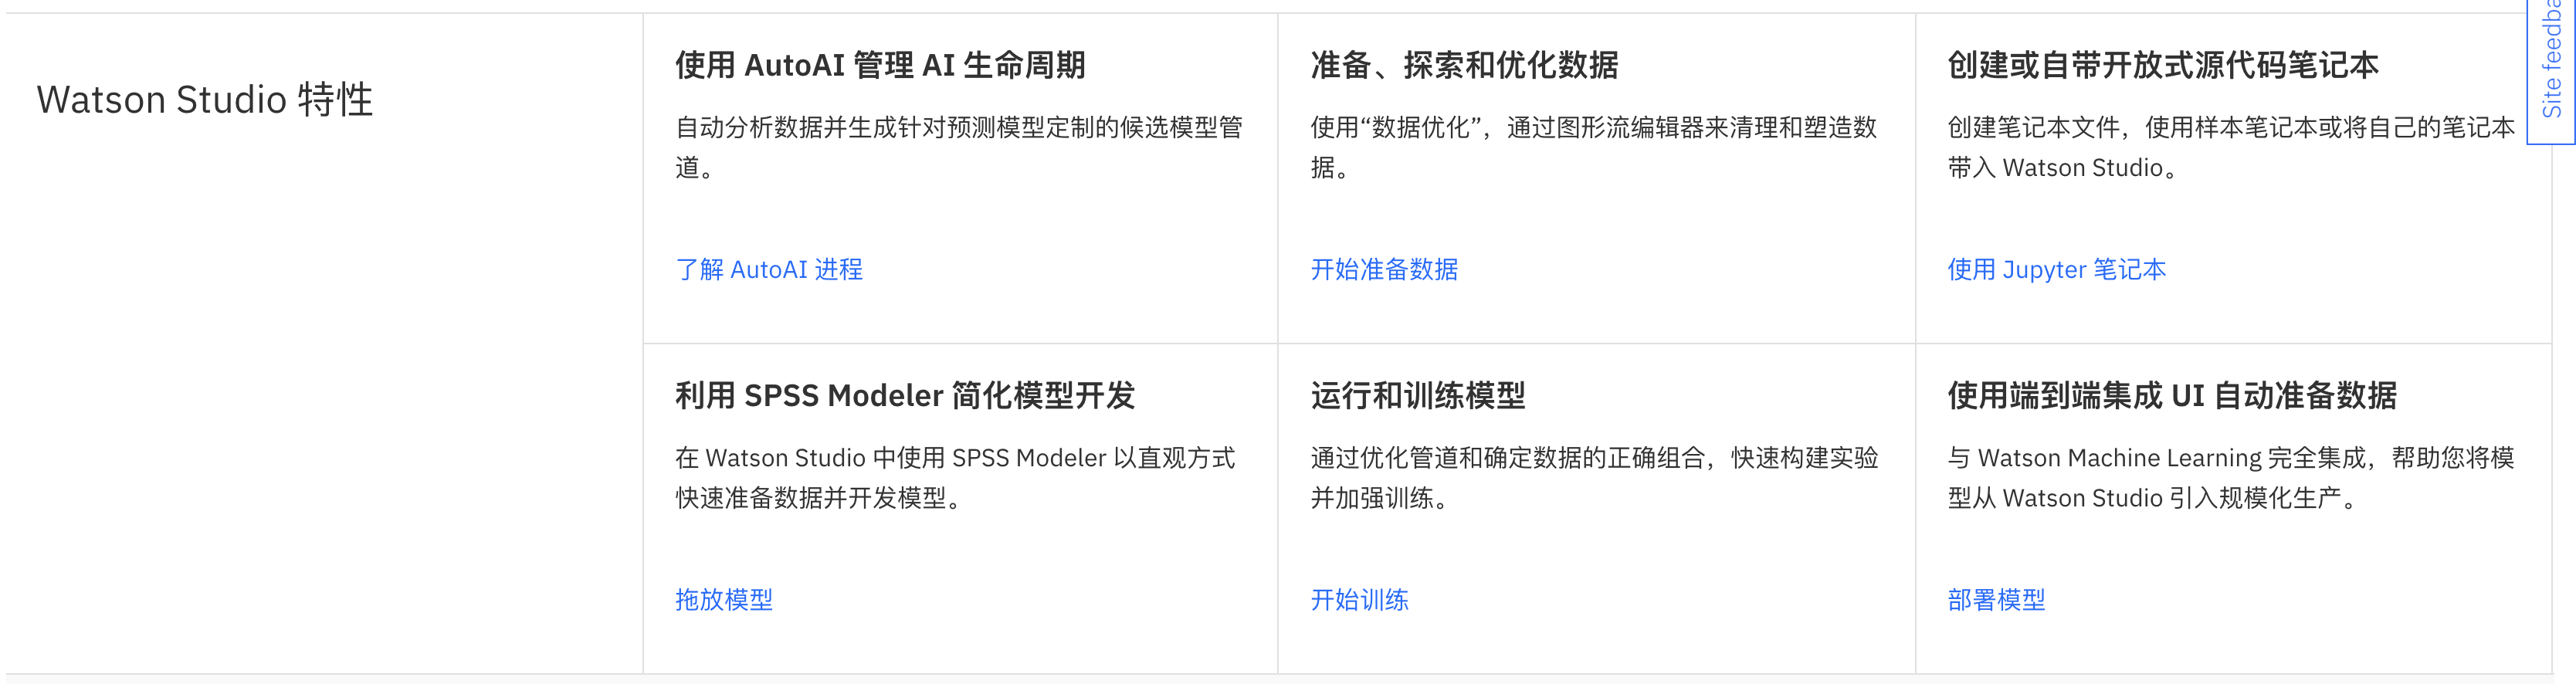 Watson Studio 特性
使用 AutoAI 管理 AI 生命周期
自动分析数据并生成针对预测模型定制的候选模型管
道。
了解 AutoAI 进程
准备、探索和优化数据
使用“数据优化”，通过图形流编辑器来清理和塑造数
据。
开始准备数据
创建或自带开放式源代码笔记本
创建笔记本文件，使用样本笔记本或将自己的笔记本
带入 Watson Studio。
使用 Jupyter 笔记本
利用 SPSS Modeler 简化模型开发
在 Watson Studio 中使用 SPSS Modeler 以直观方式
快速准备数据并开发模型。
拖放模型
运行和训练模型
通过优化管道和确定数据的正确组合，快速构建实验
并加强训练。
开始训练
使用端到端集成 UI 自动准备数据
与 Watson Machine Learning 完全集成，帮助您将模
型从 Watson Studio 引入规模化生产。
部署模型
Site feedba